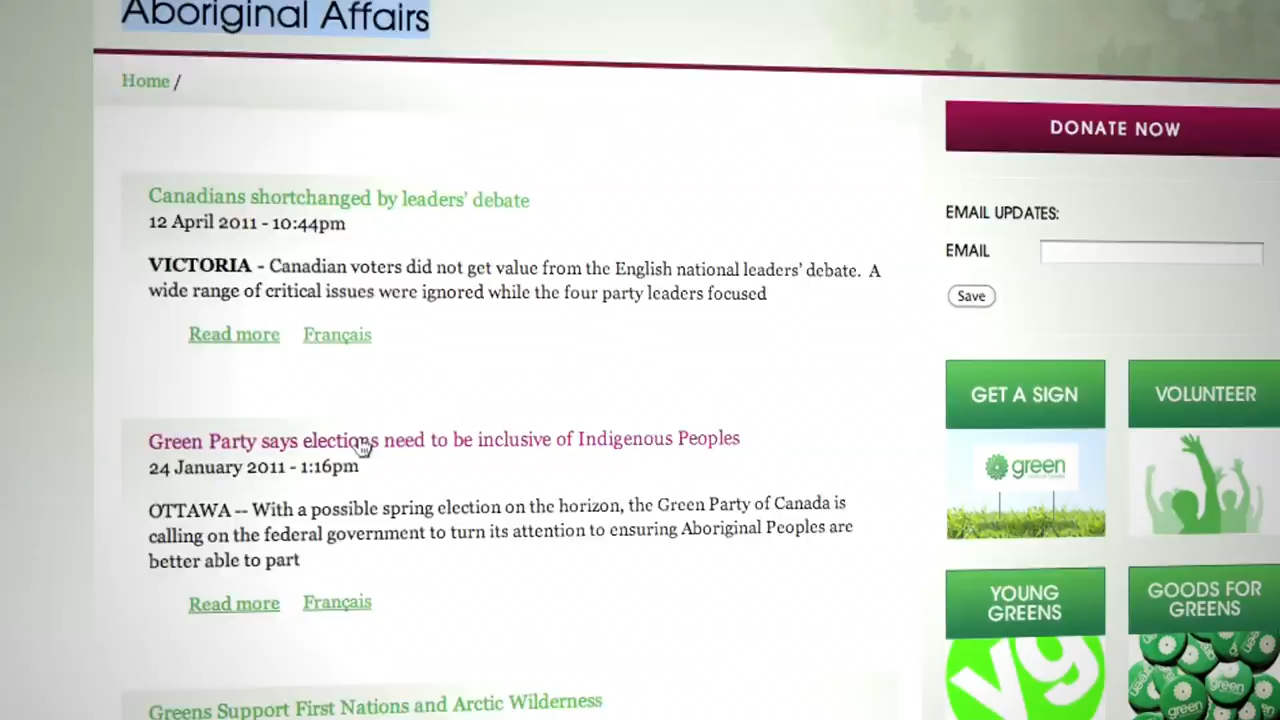 Aboriginal Affairs
Home /
DONATE NOW
Canadians shortchanged by leaders' debate
12 April 2011 - 10:44pm
VICTORIA - Canadian voters did not get value from the English national leaders' debate. A
wide range of critical issues were ignored while the four party leaders focused
Read more Français
EMAIL UPDATES:
EMAIL
Save
GET A SIGN
VOLUNTEER
green
Green Party says elections need to be inclusive of Indigenous Peoples
24 January 2011 - 1:16pm
OTTAWA -- With a possible spring election on the horizon, the Green Party of Canada is
calling on the federal government to turn its attention to ensuring Aboriginal Peoples are
better able to part
Read more Français
YOUNG
GREENS
GOODS FOR
GREENS
yg
green
green
Greens Support First Nations and Arctic Wilderness